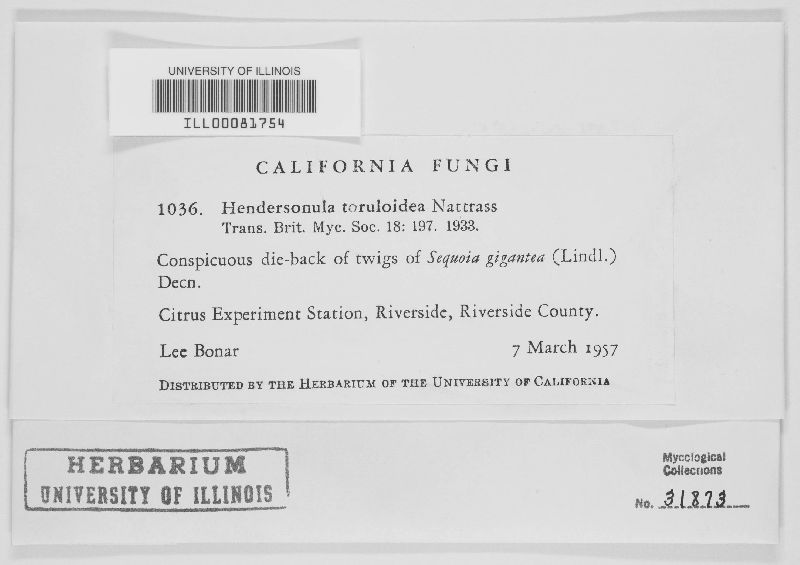 UNIVERSITY OF ILLINOIS
ILL00081754
CALIFORNIA FUNGI
1036. Hendersonula toruloidea Nattrass
Trans. Brit. Myc. Soc. 18: 197. 1933.
Conspicuous die-back of twigs of Sequoia gigantea (Lindl.)
Decn.
Citrus Experiment Station, Riverside, Riverside County.
Lee Bonar 7 March 1957
DISTRIBUTED BY THE HERBARIUM OF THE UNIVERSITY OF CALIFORNIA
HERBARIUM
UNIVERSITY OF ILLINOIS
Mycological
Collections
No. 31873